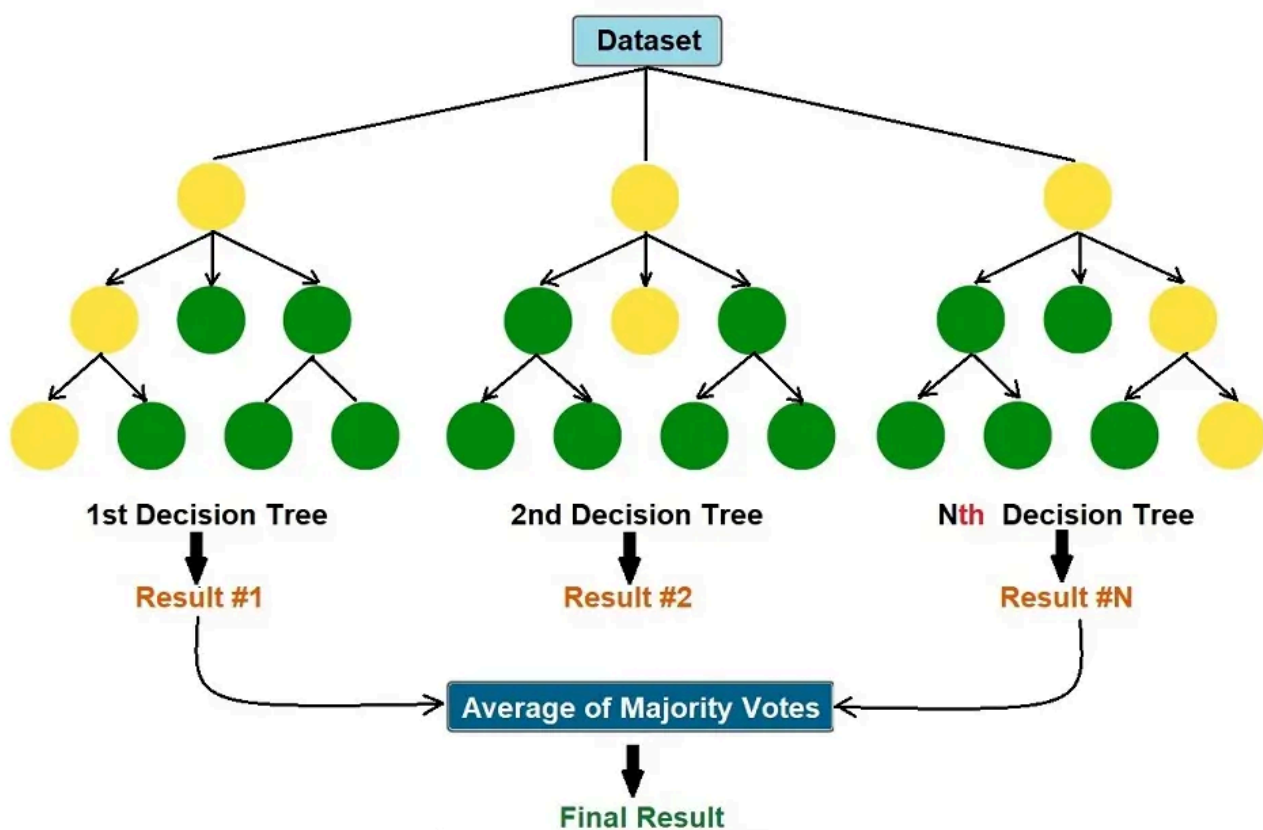 Dataset
1st Decision Tree
2nd Decision Tree
Nth Decision Tree
Result #1
Result #2
Result #N
Average of Majority Votes
Final Result